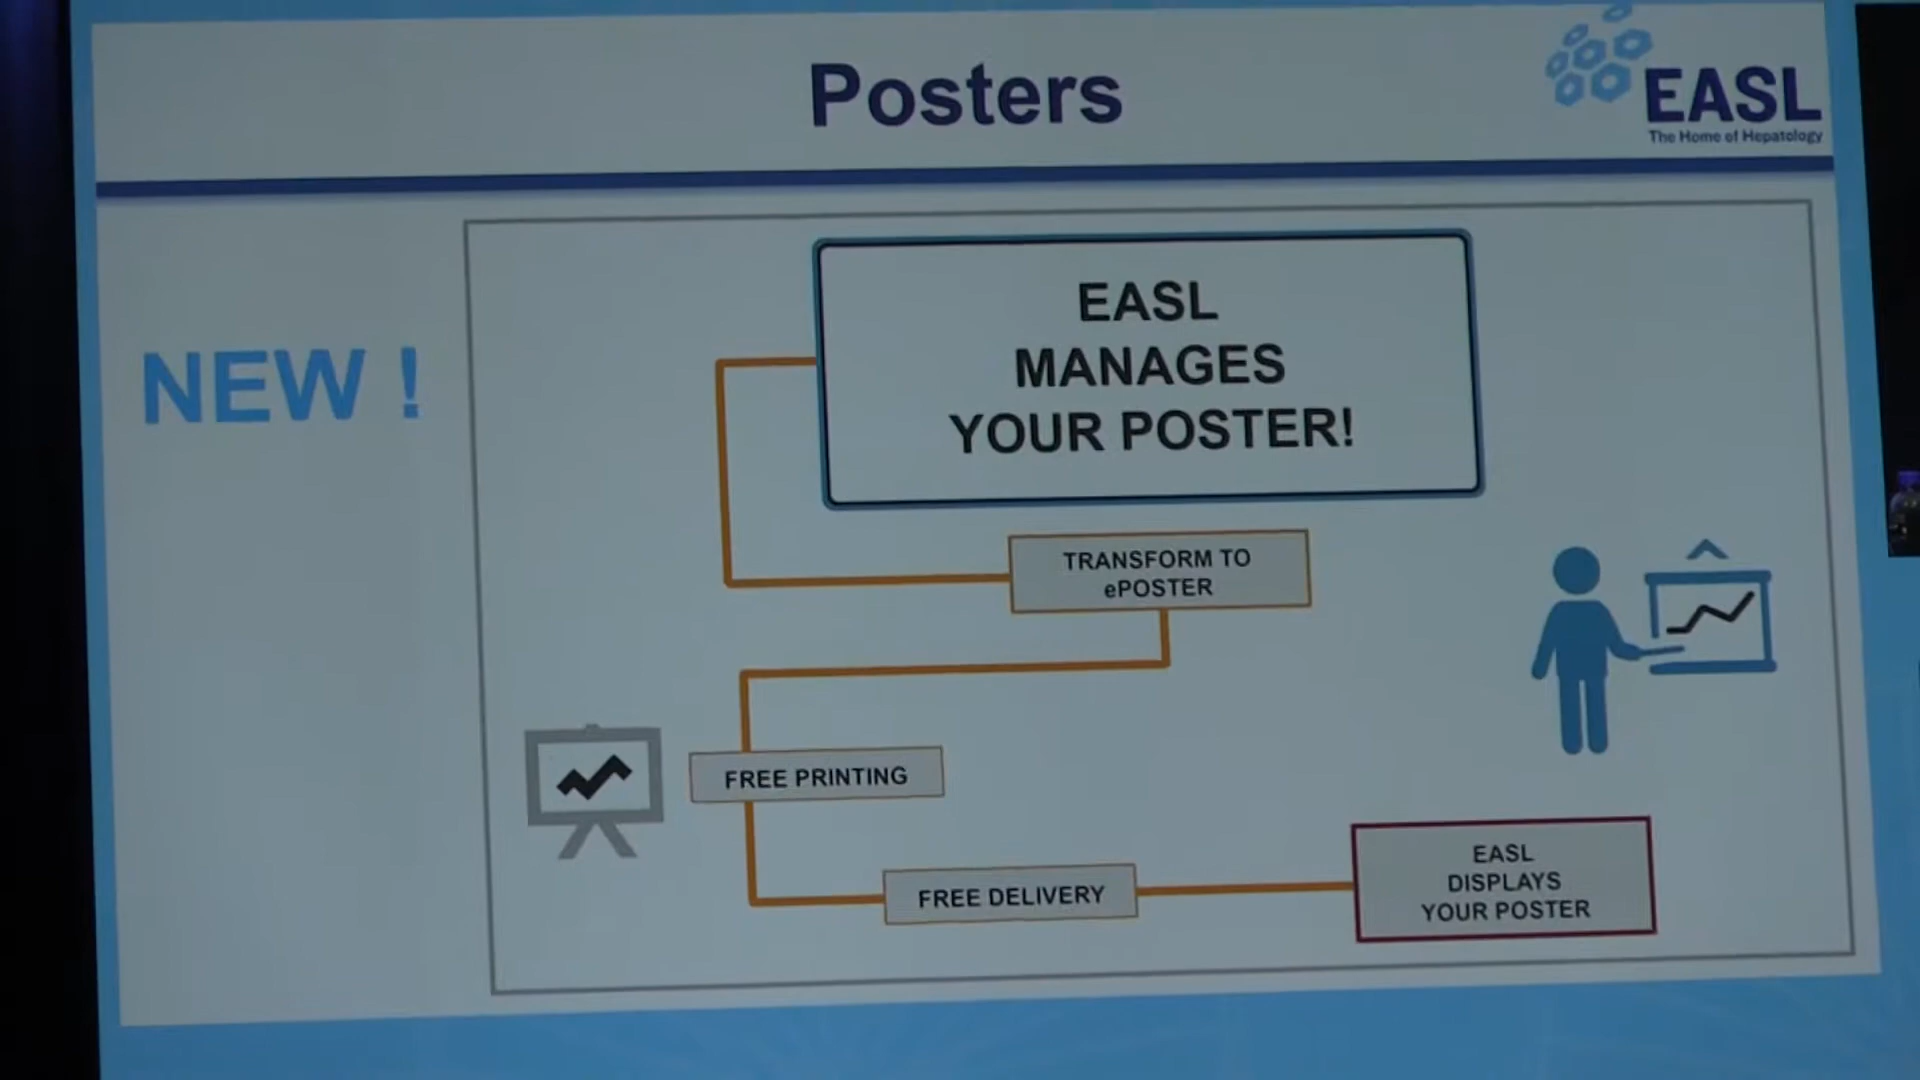 Posters
EASL
The Home of Hepatology
NEW !
EASL
MANAGES
YOUR POSTER!
TRANSFORM TO
ePOSTER
FREE PRINTING
FREE DELIVERY
EASL
DISPLAYS
YOUR POSTER